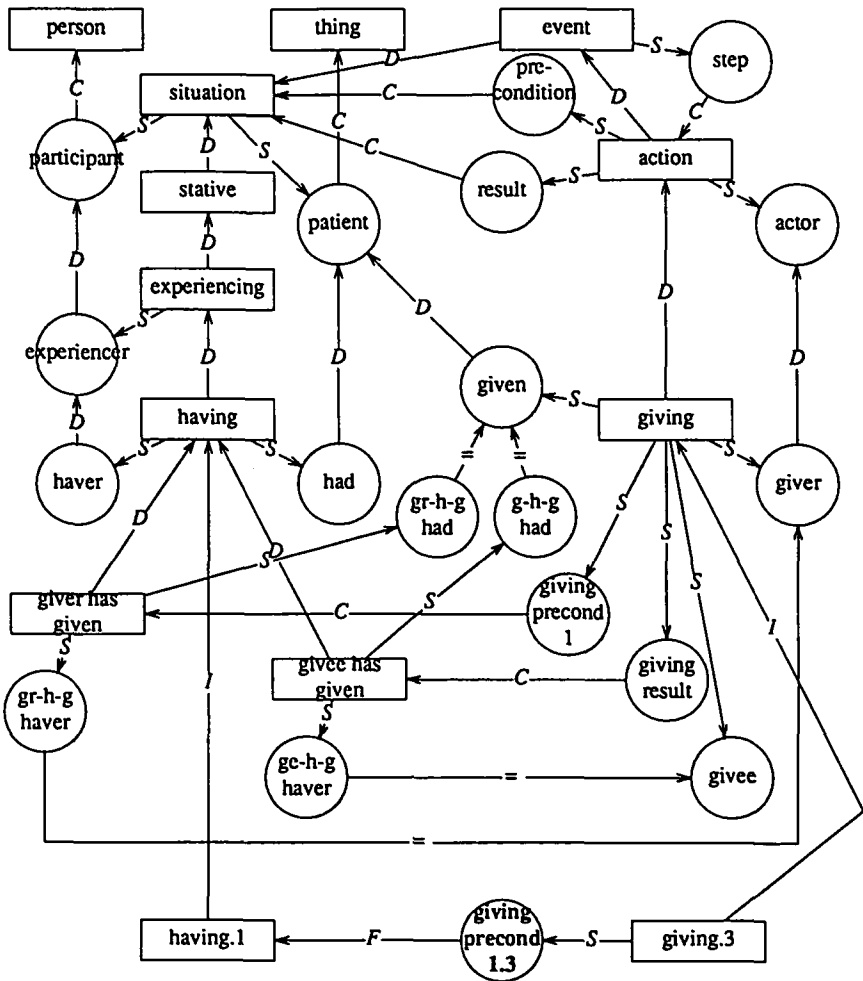 person
thing
event
S
step
pre-
condition
D
C
situation
C
D
C
S
S
C
participant
S
D
C
S
action
stative
result
S
actor
patient
D
D
experiencing
D
experiencer
S
D
D
D
D
given
D
having
S
giving
D
haver
S
S
had
=
=
S
giver
gr-h-g
had
g-h-g
had
D
S
D
S
S
S
giving
precond
1
giver has
given
C
S
I
S
givee has
given
C
giving
result
I
gr-h-g
haver
S
ge-h-g
haver
=
givee
=
having.1
F
giving
precond
1.3
S
giving.3